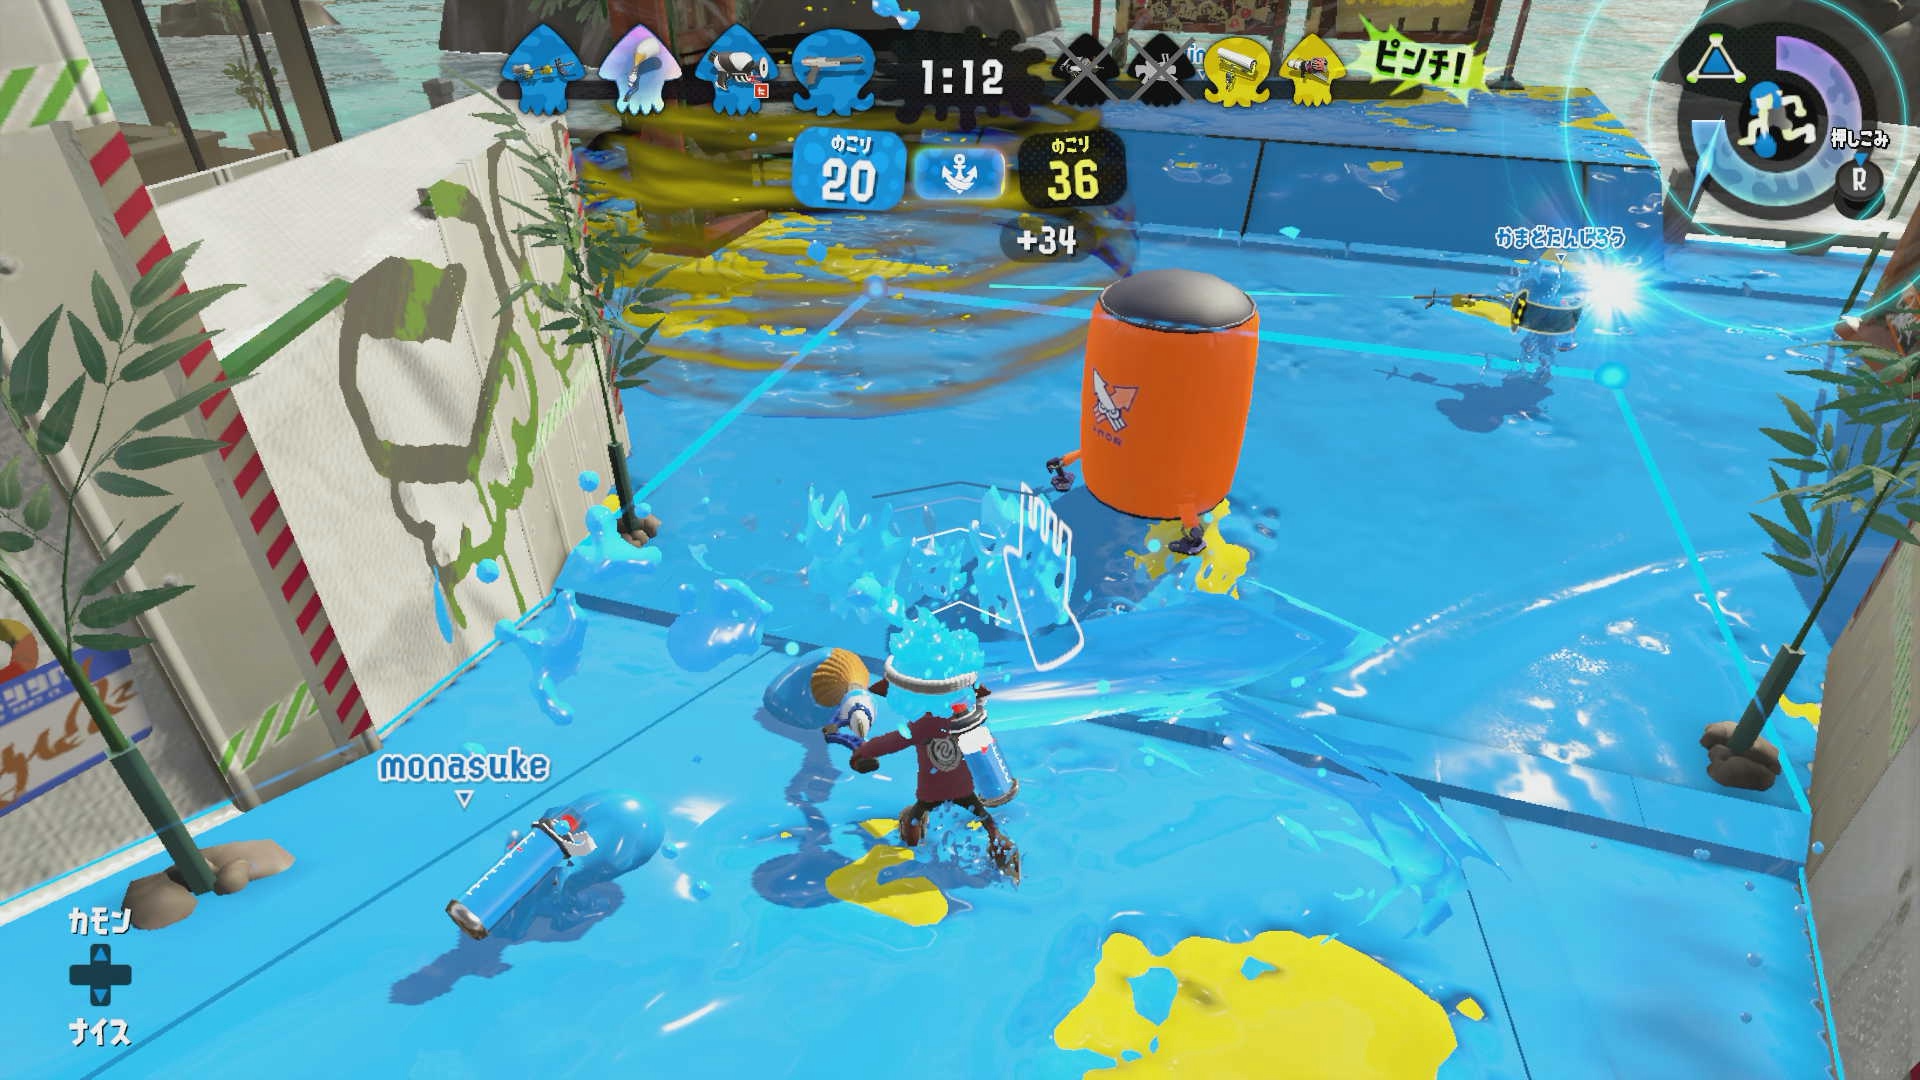 1:12
ピンチ!
のこり
20
のこり
36
+34
押しこみ
R
かまどたんじろう
monasuke
カモン
ナイス